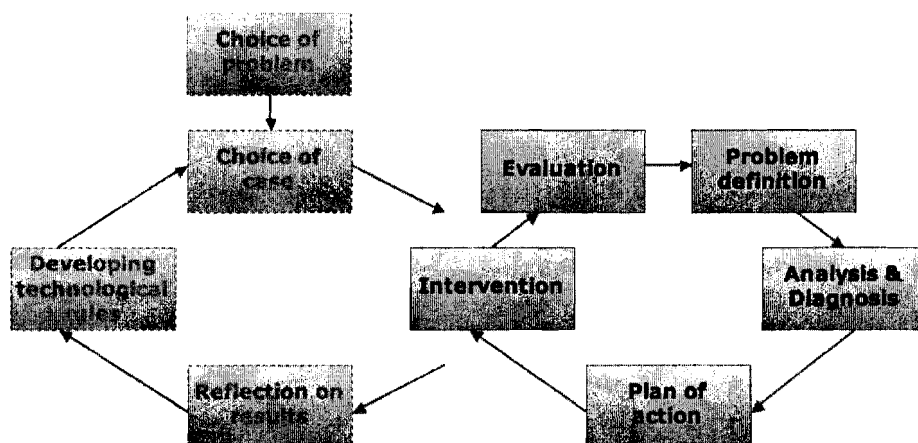 Choice of
problem
Choice of
case
Evaluation
Problem
definition
Developing
technological
rules
Intervention
Analysis &
Diagnosis
Reflection on
results
Plan of
action